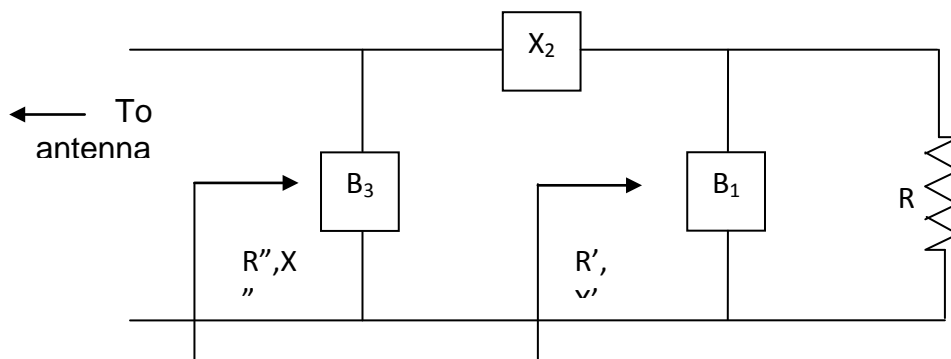 X₂
To
antenna
B₃
B₁
R
R”,X
”
R’,
X’